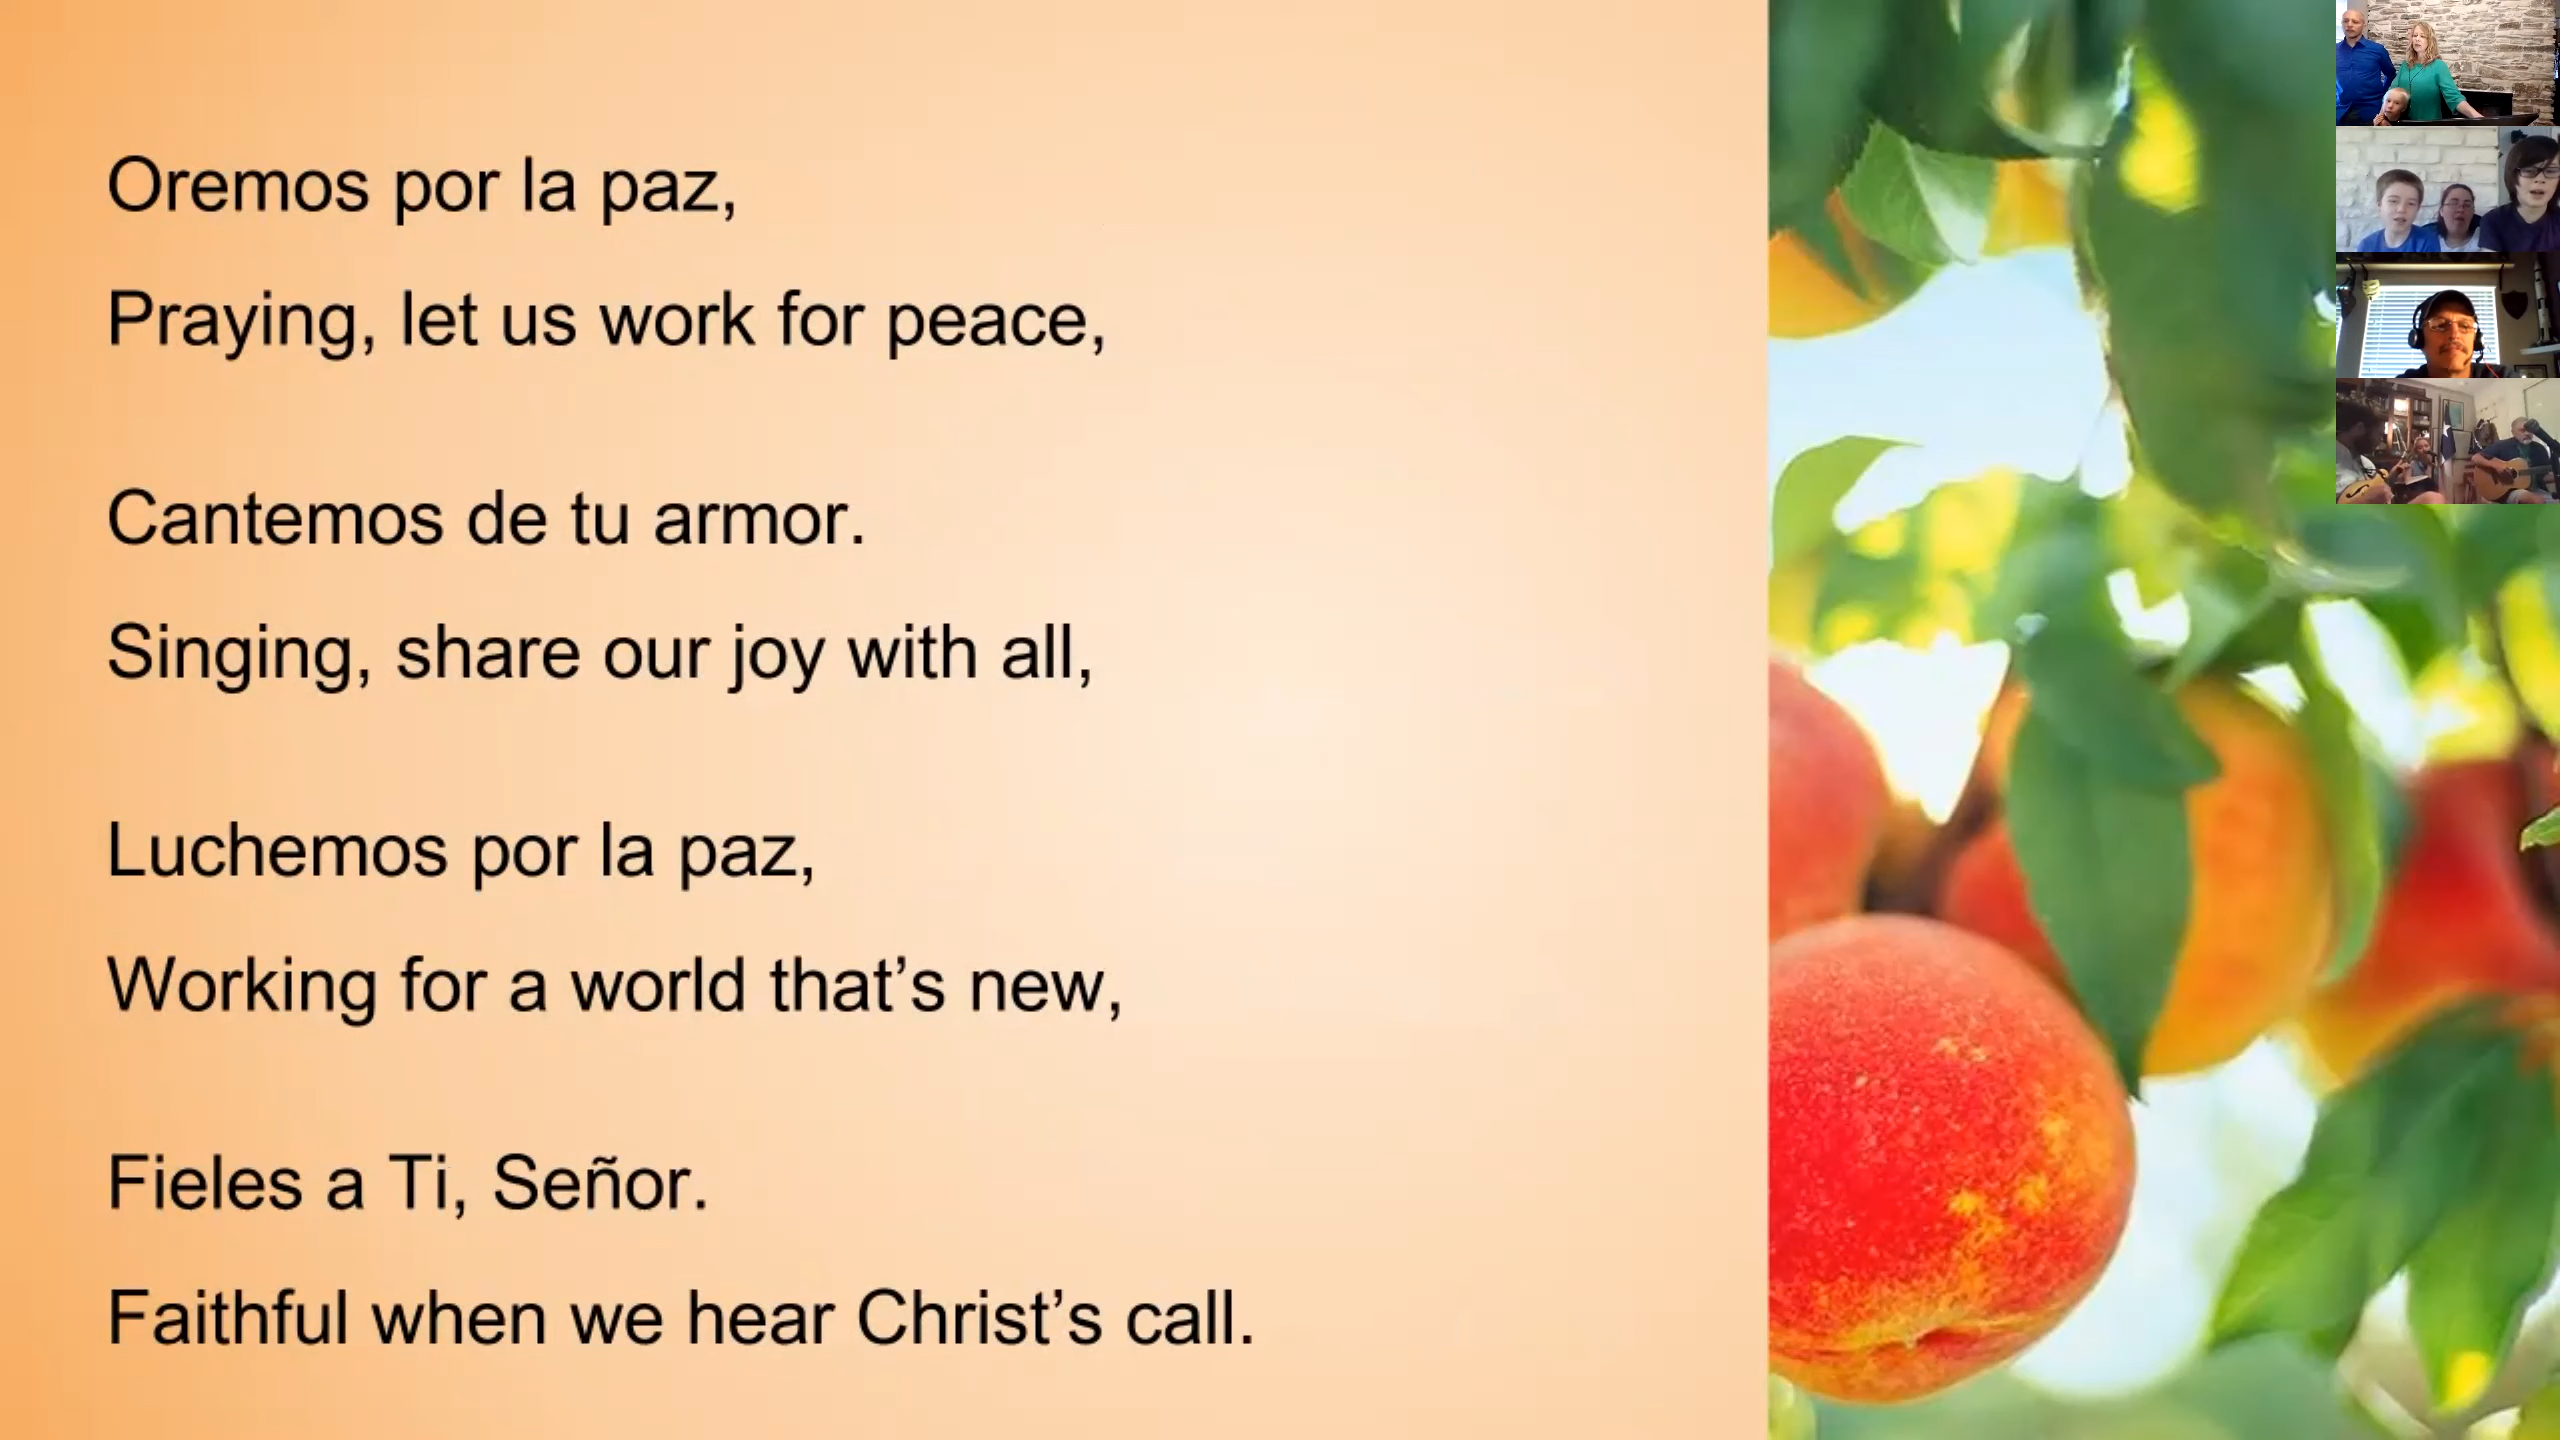 Oremos por la paz,
Praying, let us work for peace,
Cantemos de tu armor.
Singing, share our joy with all,
Luchemos por la paz,
Working for a world that’s new,
Fieles a Ti, Señor.
Faithful when we hear Christ’s call.